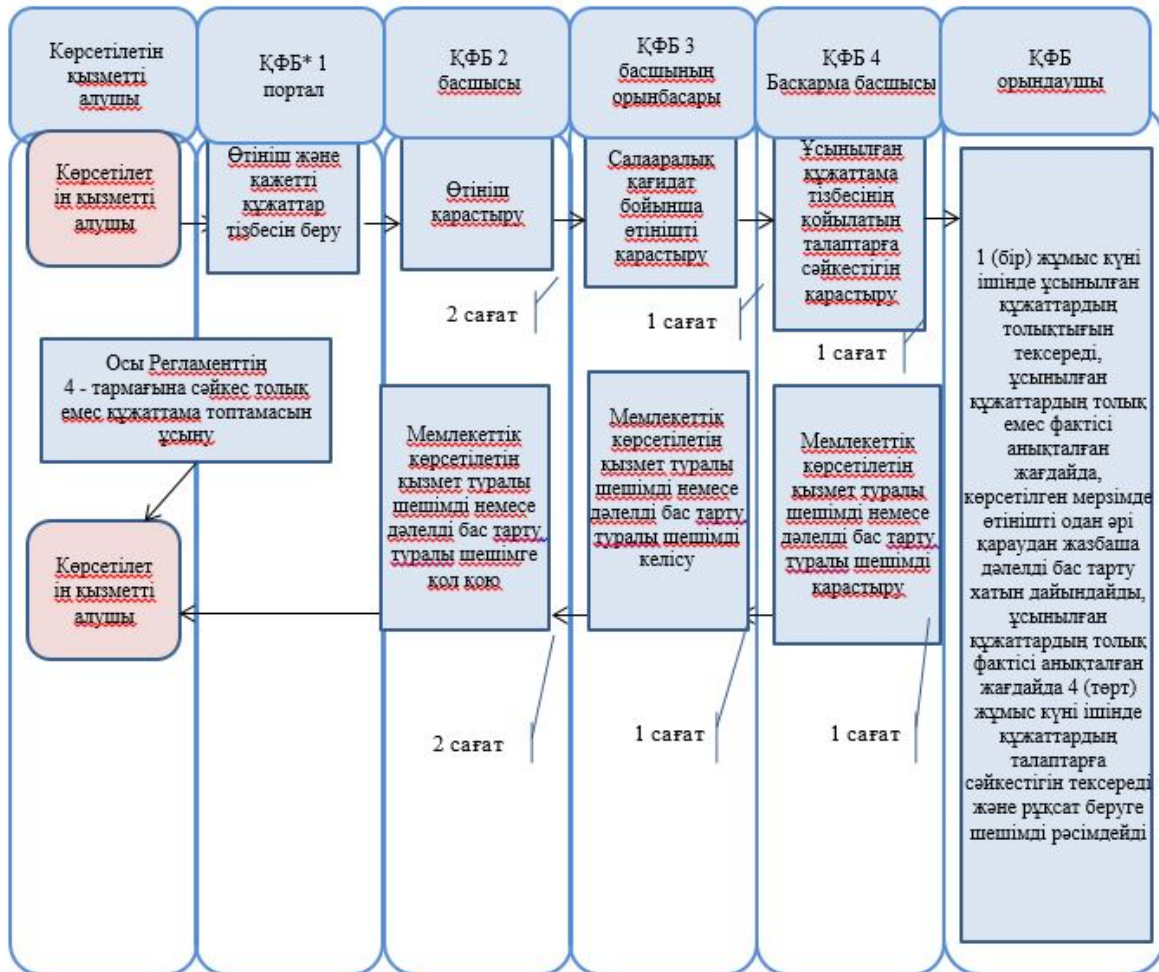 Көрсетілетін
қызметті
алушы
ҚФБ* 1
портал
ҚФБ 2
басшысы
ҚФБ 3
басшының
орынбасары
ҚФБ 4
Басқарма басшысы
ҚФБ
орындаушы
Көрсетілет
ін қызметті
алушы
Өтініш және
қажетті
құжаттар
тізбесін беру
Өтініш
қарастыру
Салааралық
қағидат
бойынша
өтінішті
қарастыру
Ұсынылған
құжаттама
тізбесінің
қойылатын
талаптарға
сәйкестігін
қарастыру
2 сағат
1 сағат
1 сағат
1 (бір) жұмыс күні
ішінде ұсынылған
құжаттардың
толықтығын
тексереді,
ұсынылған
құжаттардың толық
емес фактісі
анықталған
жағдайда,
көрсетілген мерзімде
өтінішті одан әрі
қараудан жазбаша
дәлелді бас тарту
хатын дайындайды,
ұсынылған
құжаттардың толық
фактісі анықталған
жағдайда 4 (төрт)
жұмыс күні ішінде
құжаттардың
талаптарға
сәйкестігін тексереді
және рұқсат беруге
шешімді рәсімдейді
Осы Регламенттің
4 - тармағына сәйкес толық
емес құжаттама топтамасын
ұсыну
Көрсетілет
ін қызметті
алушы
Мемлекеттік
көрсетілетін
қызмет туралы
шешімді немесе
дәлелді бас тарту
туралы шешімге
қол қою
Мемлекеттік
көрсетілетін
қызмет туралы
шешімді немесе
дәлелді бас тарту
туралы шешімді
келісу
Мемлекеттік
көрсетілетін
қызмет туралы
шешімді немесе
дәлелді бас тарту
туралы шешімді
қарастыру
2 сағат
1 сағат
1 сағат